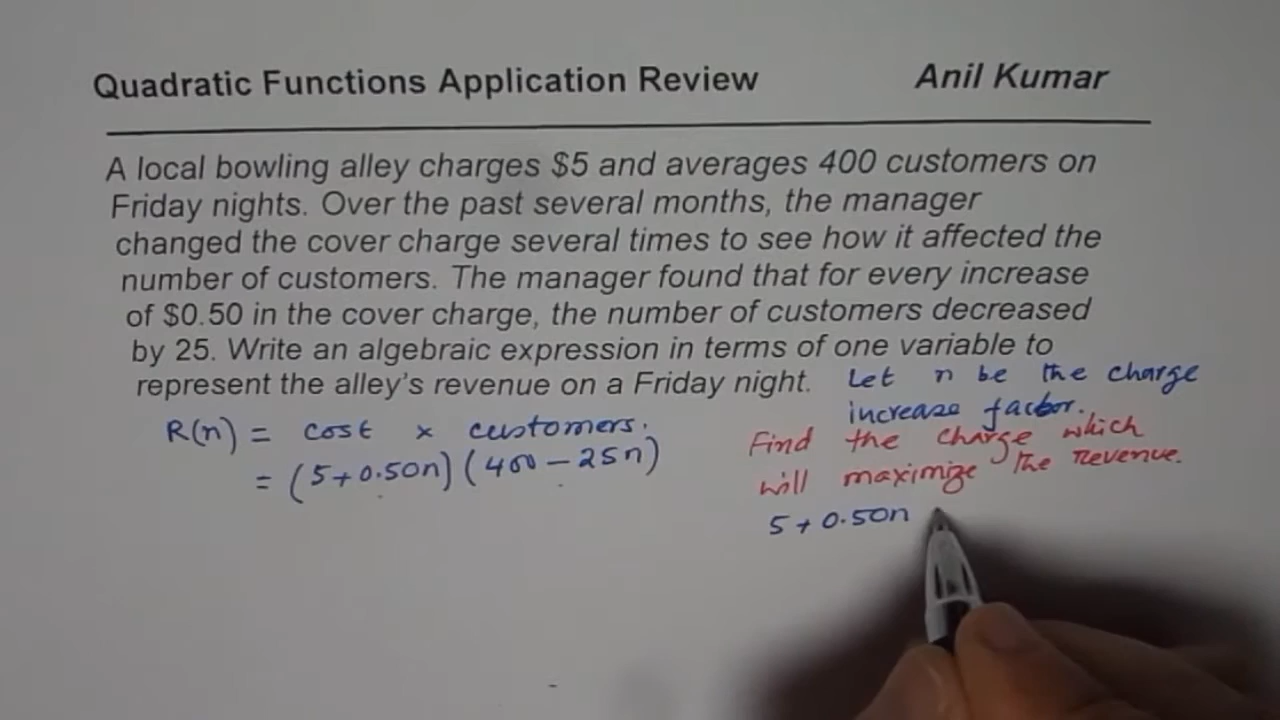 Quadratic Functions Application Review Anil Kumar
A local bowling alley charges $5 and averages 400 customers on
Friday nights. Over the past several months, the manager
changed the cover charge several times to see how it affected the
number of customers. The manager found that for every increase
of $0.50 in the cover charge, the number of customers decreased
by 25. Write an algebraic expression in terms of one variable to
represent the alley's revenue on a Friday night.
Let n be the charge
increase factor.
R(n) = cost x customers.
= (5+0.50n) (400-25n)
Find the charge which
will maximize the revenue.
5+0.50n